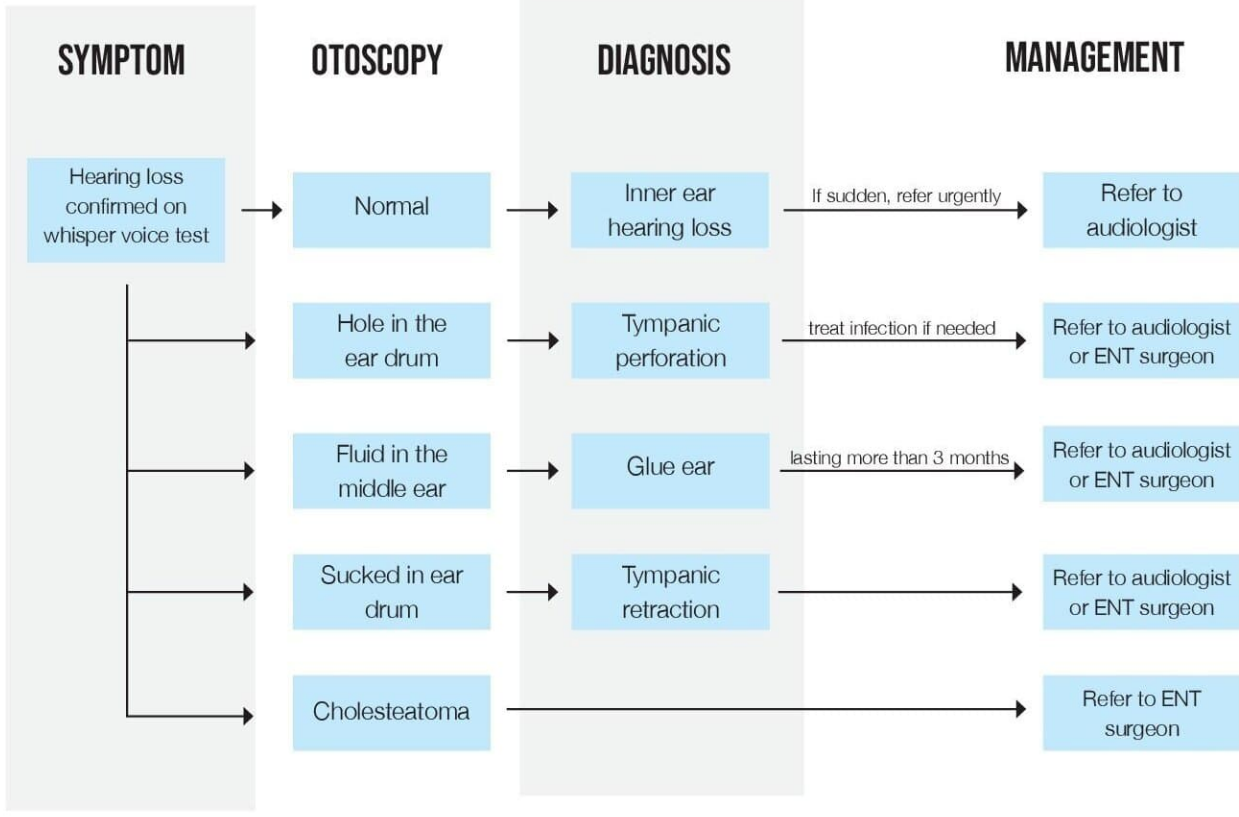 SYMPTOM
OTOSCOPY
DIAGNOSIS
MANAGEMENT
Hearing loss
confirmed on
whisper voice test
Normal
Inner ear
hearing loss
If sudden, refer urgently
Refer to
audiologist
Hole in the
ear drum
Tympanic
perforation
treat infection if needed
Refer to audiologist
or ENT surgeon
Fluid in the
middle ear
Glue ear
lasting more than 3 months
Refer to audiologist
or ENT surgeon
Sucked in ear
drum
Tympanic
retraction
Refer to audiologist
or ENT surgeon
Cholesteatoma
Refer to ENT
surgeon